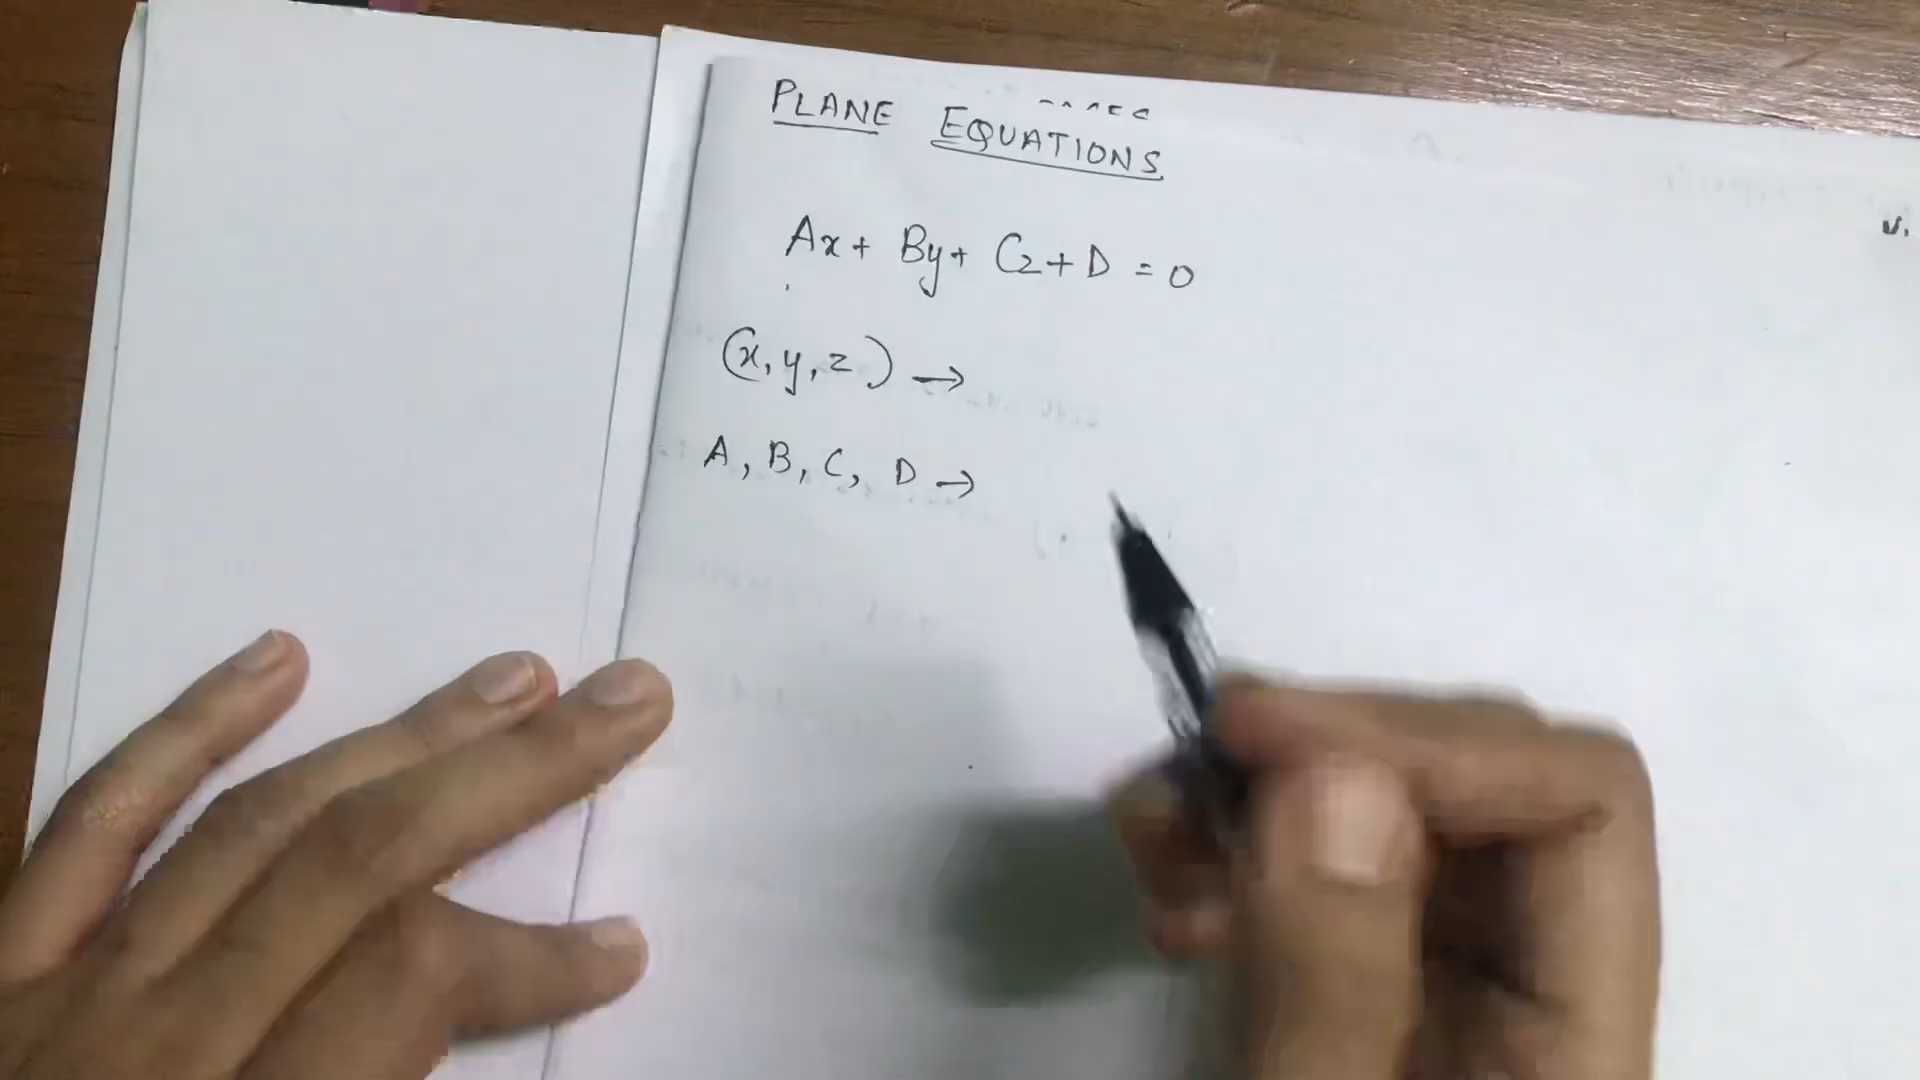 PLANE EQUATIONS
Ax + By + Cz + D = 0
(x, y, z) →
A, B, C, D →